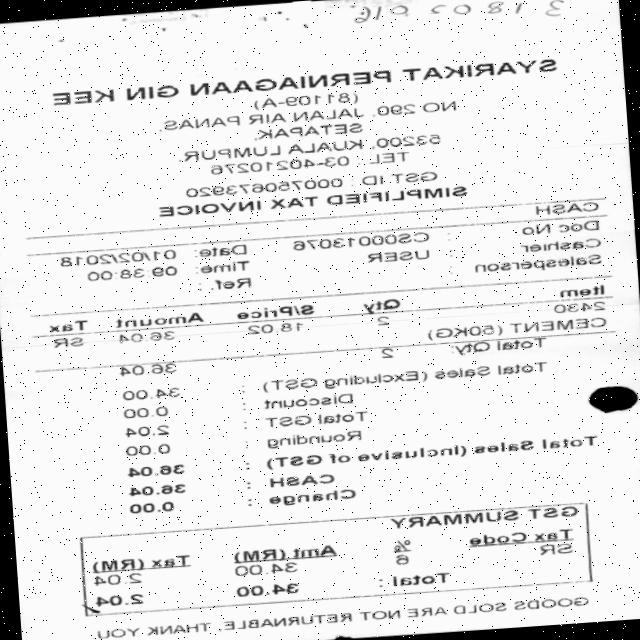 SYARIKAT PERNIAGAAN GIN KEE
(81109-A)
NO 290, JALAN AIR PANAS,
SETAPAK,
53200, KUALA LUMPUR.
TEL : 03-40210276
GST ID : 000750673920
SIMPLIFIED TAX INVOICE
CASH
Doc No : CS00013076 Date: 01/02/2018
Cashier : USER Time: 09:38:00
Salesperson : Ref. :
Item Qty S/Price Amount Tax
2430 2 18.02 36.04 SR
CEMENT (50KG)
Total Qty: 2 36.04
Total Sales (Excluding GST) : 34.00
Discount : 0.00
Total GST : 2.04
Rounding : 0.00
Total Sales (Inclusive of GST) : 36.04
CASH : 36.04
Change : 0.00
GST SUMMARY
Tax Code % Amt (RM) Tax (RM)
SR 6 34.00 2.04
Total : 34.00 2.04
GOODS SOLD ARE NOT RETURNABLE, THANK YOU